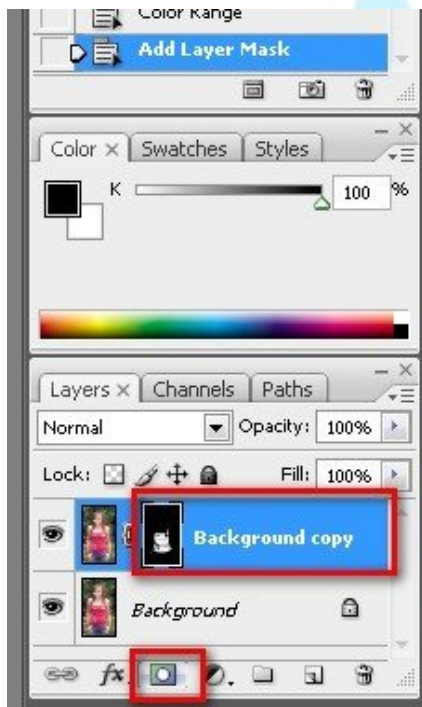 Color Range
Add Layer Mask
Color Swatches Styles
K 100 %
Layers Channels Paths
Normal Opacity: 100%
Lock: Fill: 100%
Background copy
Background
fx.